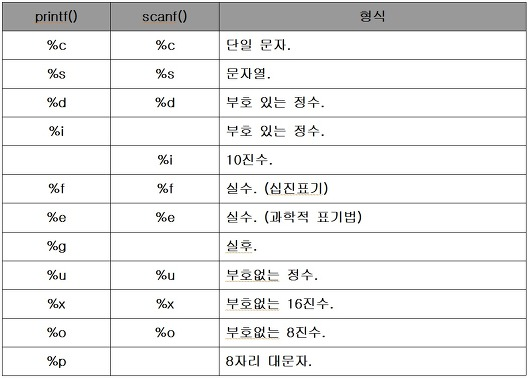 printf() scanf() 형식
%c %c 단일 문자.
%s %s 문자열.
%d %d 부호 있는 정수.
%i 부호 있는 정수.
%i 10진수.
%f %f 실수. (십진표기)
%e %e 실수. (과학적 표기법)
%g 실후.
%u %u 부호없는 정수.
%x %x 부호없는 16진수.
%o %o 부호없는 8진수.
%p 8자리 대문자.